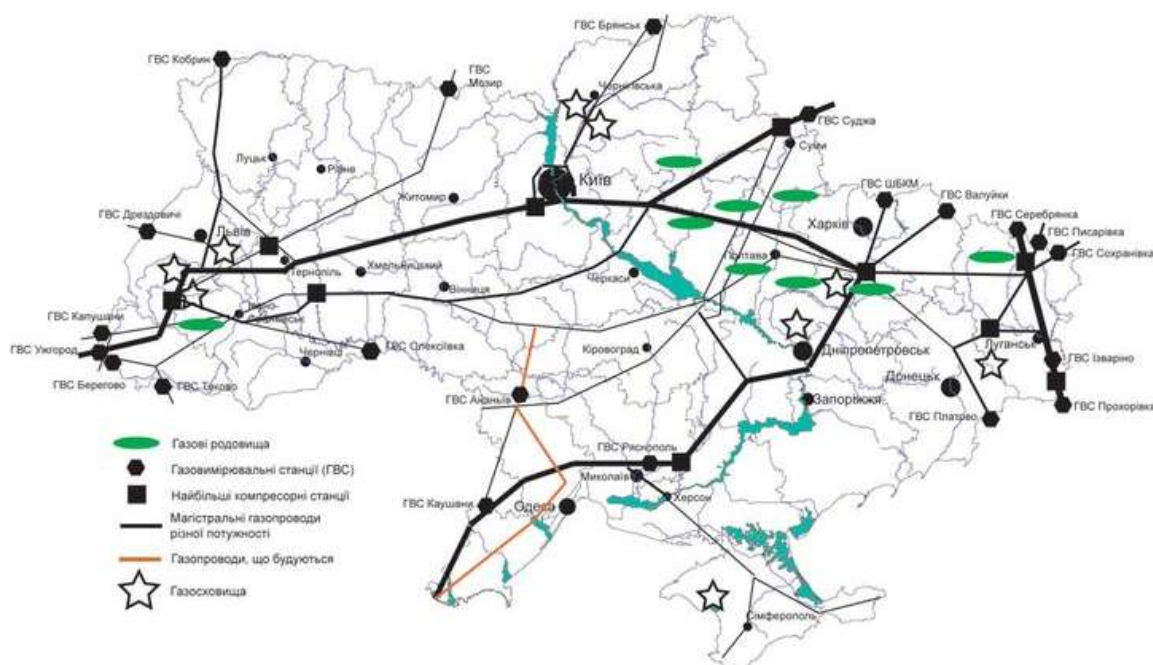 ГВС Брянськ
ГВС Кобрин
ГВС
Мозир
Чернігівська
ГВС Суджа
Суми
Луцьк
Рівне
Київ
Житомир
ГВС ШБКМ
ГВС Валуйки
ГВС Серебрянка
ГВС Писарівка
ГВС Сохранівка
Харків
ГВС Дрездовичі
Львів
Тернопіль
Хмельницький
Вінниця
Черкаси
Полтава
ГВС Капушани
ГВС Ужгород
ГВС Берегово
ГВС Теково
Чернівці
ГВС Олексіївка
Кіровоград
Дніпропетровськ
Луганськ
ГВС Ізваріно
Донецьк
ГВС Прохорівка
ГВС Платово
ГВС Ананьїв
Запоріжжя
Газові родовища
Газовимірювальні станції (ГВС)
Найбільші компресорні станції
Магістральні газопроводи
різної потужності
Газопроводи, що будуються
Газосховища
ГВС Ряснополь
Миколаїв
ГВС Каушани
Одеса
Херсон
Сімферополь